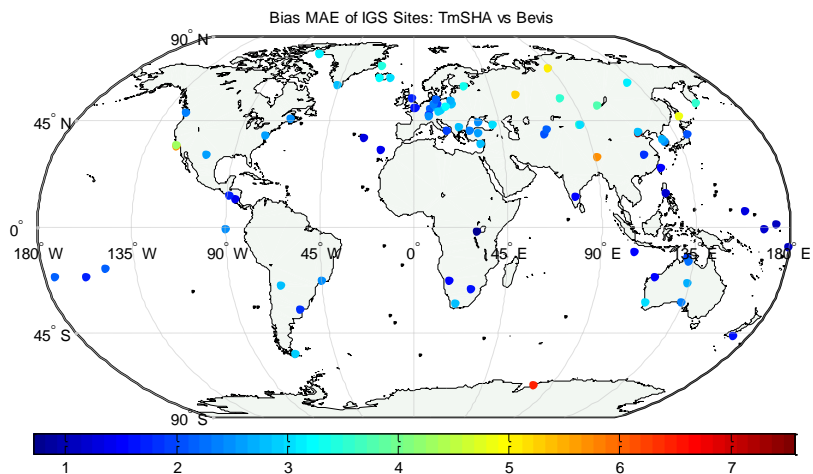 Bias MAE of IGS Sites: TmSHA vs Bevis
90° N
45° N
0°
180° W 135° W 90° W 45° W 0° 45° E 90° E 135° E 180° E
45° S
90° S
1 2 3 4 5 6 7